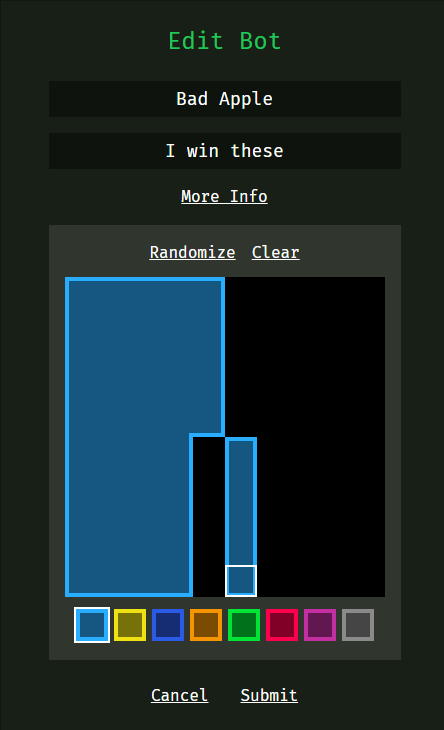 Edit Bot
Bad Apple
I win these
More Info
Randomize Clear
Cancel Submit